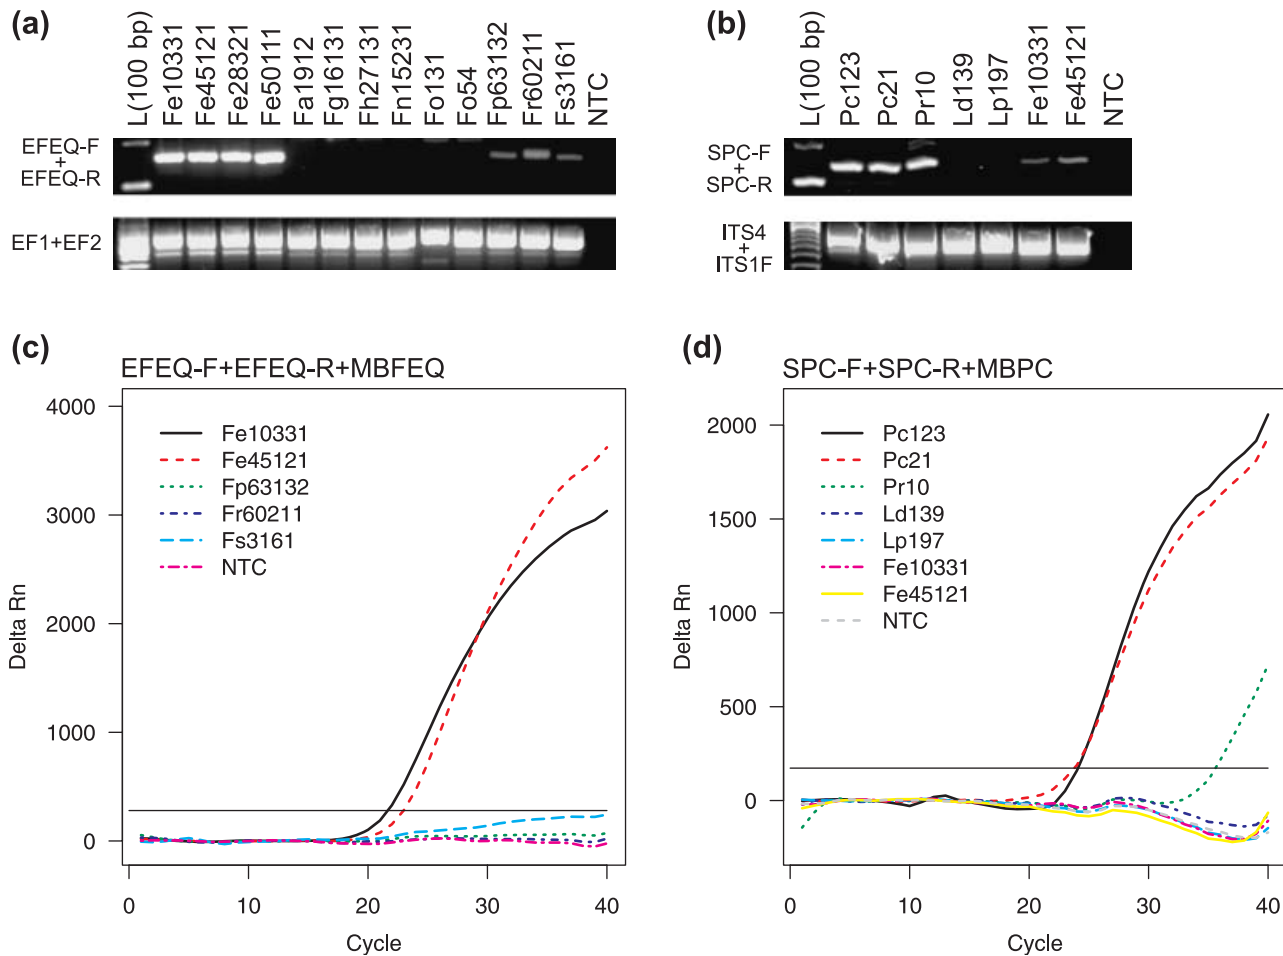 (a)
L(100 bp)
Fe10331
Fe45121
Fe28321
Fe50111
Fa1912
Fg16131
Fh27131
Fn15231
Fo131
Fo54
Fp63132
Fr60211
Fs3161
NTC
EFEQ-F
+
EFEQ-R
EF1+EF2
(b)
L(100 bp)
Pc123
Pc21
Pr10
Ld139
Lp197
Fe10331
Fe45121
NTC
SPC-F
+
SPC-R
ITS4
+
ITS1F
(c)
EFEQ-F+EFEQ-R+MBFEQ
4000
3000
2000
1000
0
Delta Rn
Fe10331
Fe45121
Fp63132
Fr60211
Fs3161
NTC
0 10 20 30 40
Cycle
(d)
SPC-F+SPC-R+MBPC
2000
1500
1000
500
0
Delta Rn
Pc123
Pc21
Pr10
Ld139
Lp197
Fe10331
Fe45121
NTC
0 10 20 30 40
Cycle